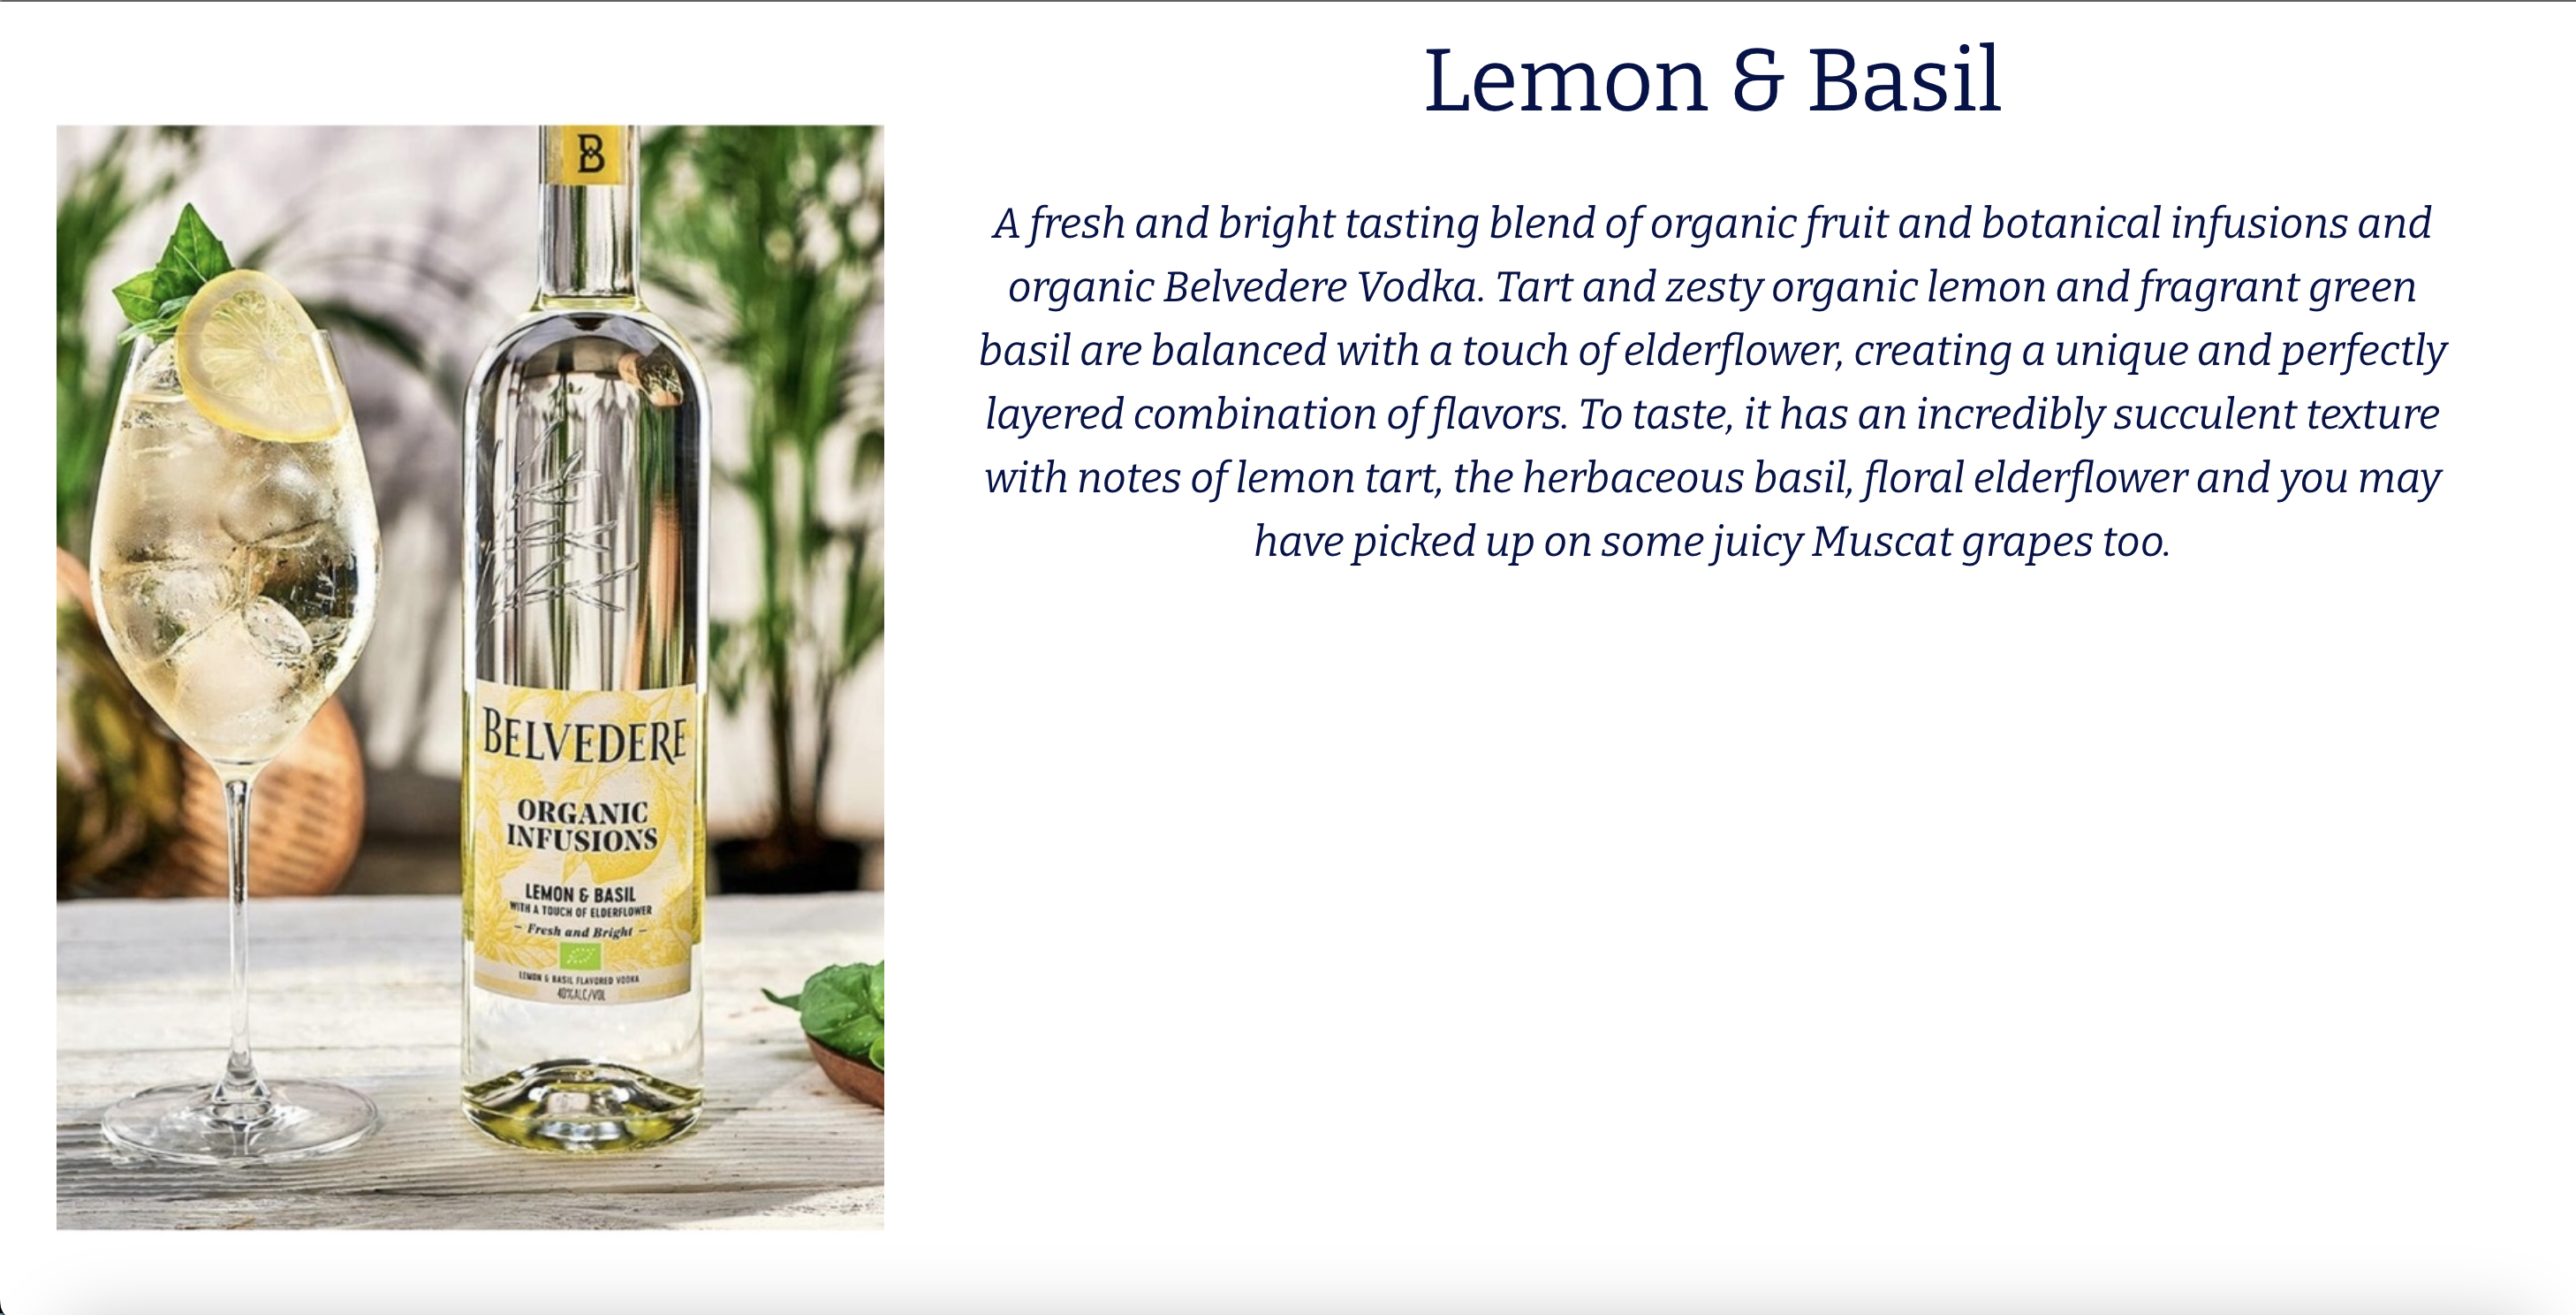 Lemon & Basil
A fresh and bright tasting blend of organic fruit and botanical infusions and
organic Belvedere Vodka. Tart and zesty organic lemon and fragrant green
basil are balanced with a touch of elderflower, creating a unique and perfectly
layered combination of flavors. To taste, it has an incredibly succulent texture
with notes of lemon tart, the herbaceous basil, floral elderflower and you may
have picked up on some juicy Muscat grapes too.
B
BELVEDERE
ORGANIC
INFUSIONS
LEMON & BASIL
WITH A TOUCH OF ELDERFLOWER
– Fresh and Bright –
LEMON & BASIL FLAVORED VODKA
40%ALC/VOL